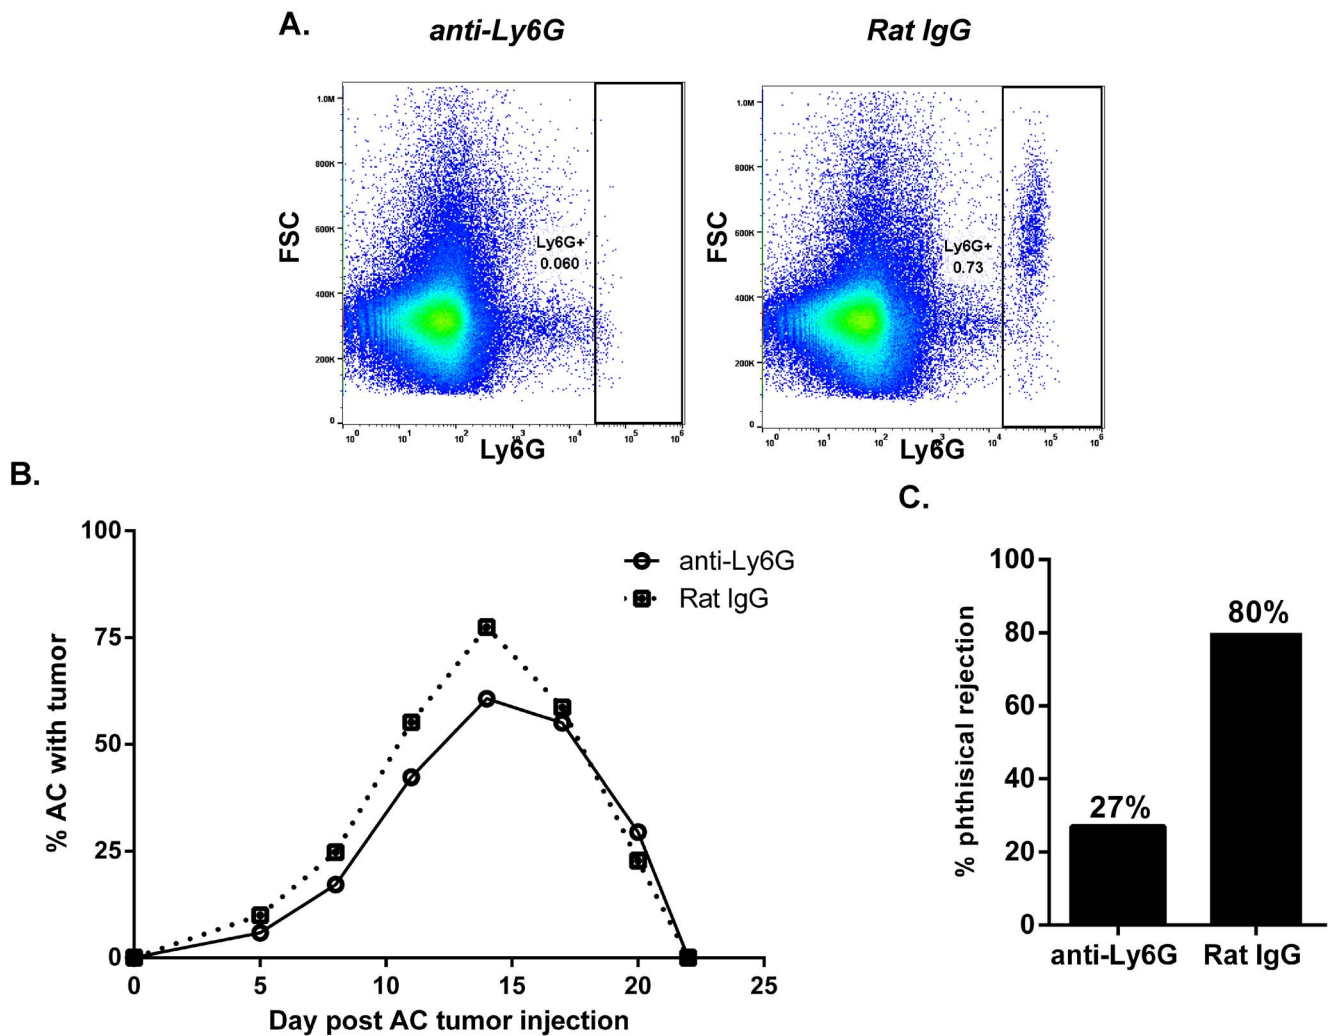 A.
anti-Ly6G
Rat IgG
FSC
1.0M
800K
600K
400K
200K
0
Ly6G+
0.060
10^0 10^1 10^2 10^3 10^4 10^5 10^6
Ly6G
FSC
1.0M
800K
600K
400K
200K
0
Ly6G+
0.73
10^0 10^1 10^2 10^3 10^4 10^5 10^6
Ly6G
B.
% AC with tumor
100
75
50
25
0
0 5 10 15 20 25
Day post AC tumor injection
anti-Ly6G
Rat IgG
C.
% phthisical rejection
100
80
60
40
20
0
27%
80%
anti-Ly6G Rat IgG